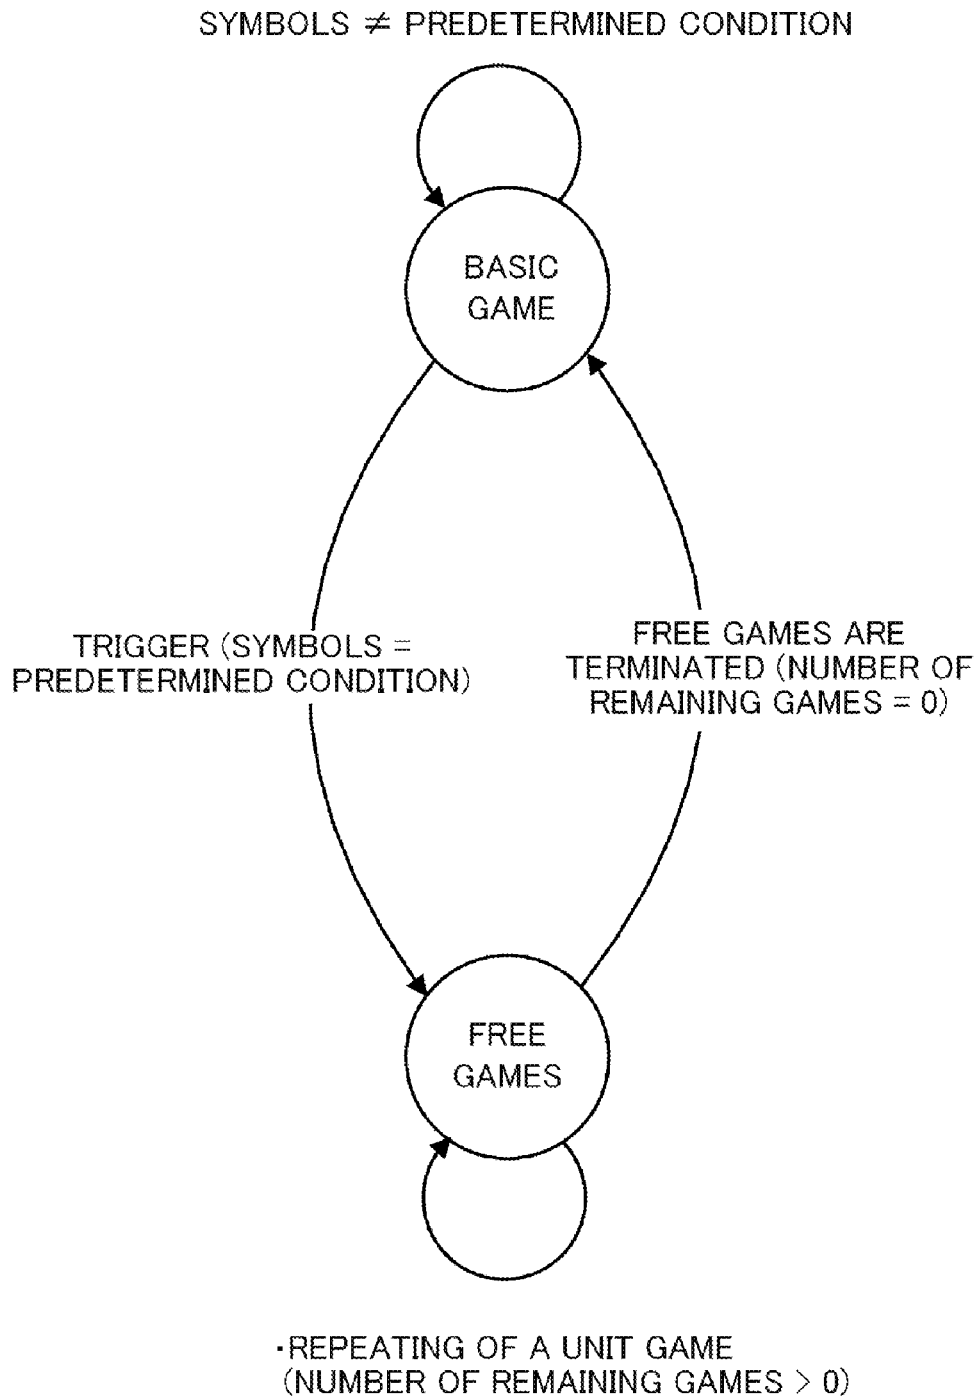 SYMBOLS ≠ PREDETERMINED CONDITION
BASIC
GAME
TRIGGER (SYMBOLS =
PREDETERMINED CONDITION)
FREE GAMES ARE
TERMINATED (NUMBER OF
REMAINING GAMES = 0)
FREE
GAMES
·REPEATING OF A UNIT GAME
(NUMBER OF REMAINING GAMES > 0)